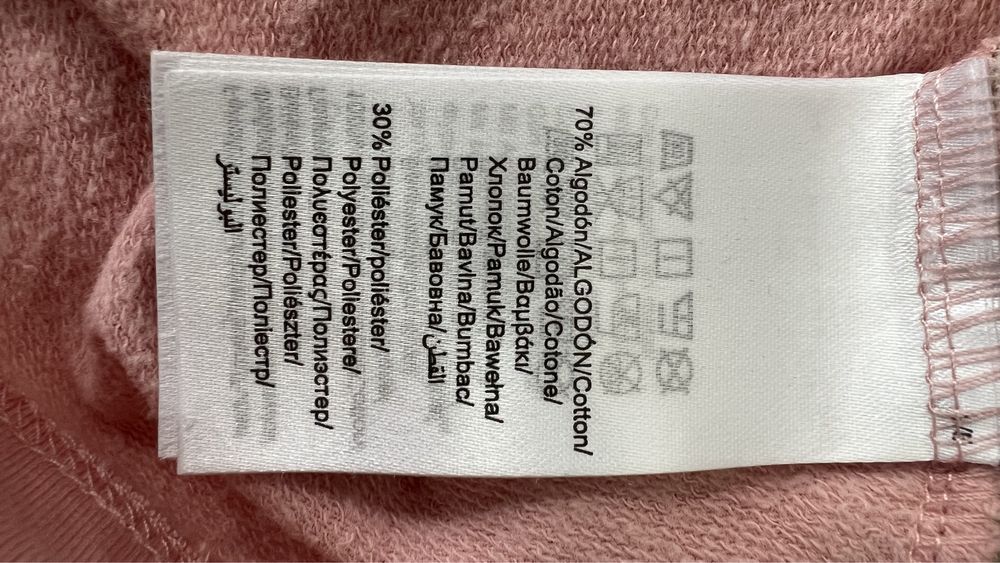 70% Algodón/ALGODÓN/Cotton/
Coton/Algodão/Cotone/
Baumwolle/Βαμβάκι/
Хлопок/Pamuk/Bawełna/
Pamut/Bavlna/Bumbac/
Памук/Бавовна/القطن
30% Poliéster/poliéster/
Polyester/Poliestere/
Πολυεστέρας/Полиэстер/
Poliester/Poliészter/
Полиестер/Поліестр/
البوليستر